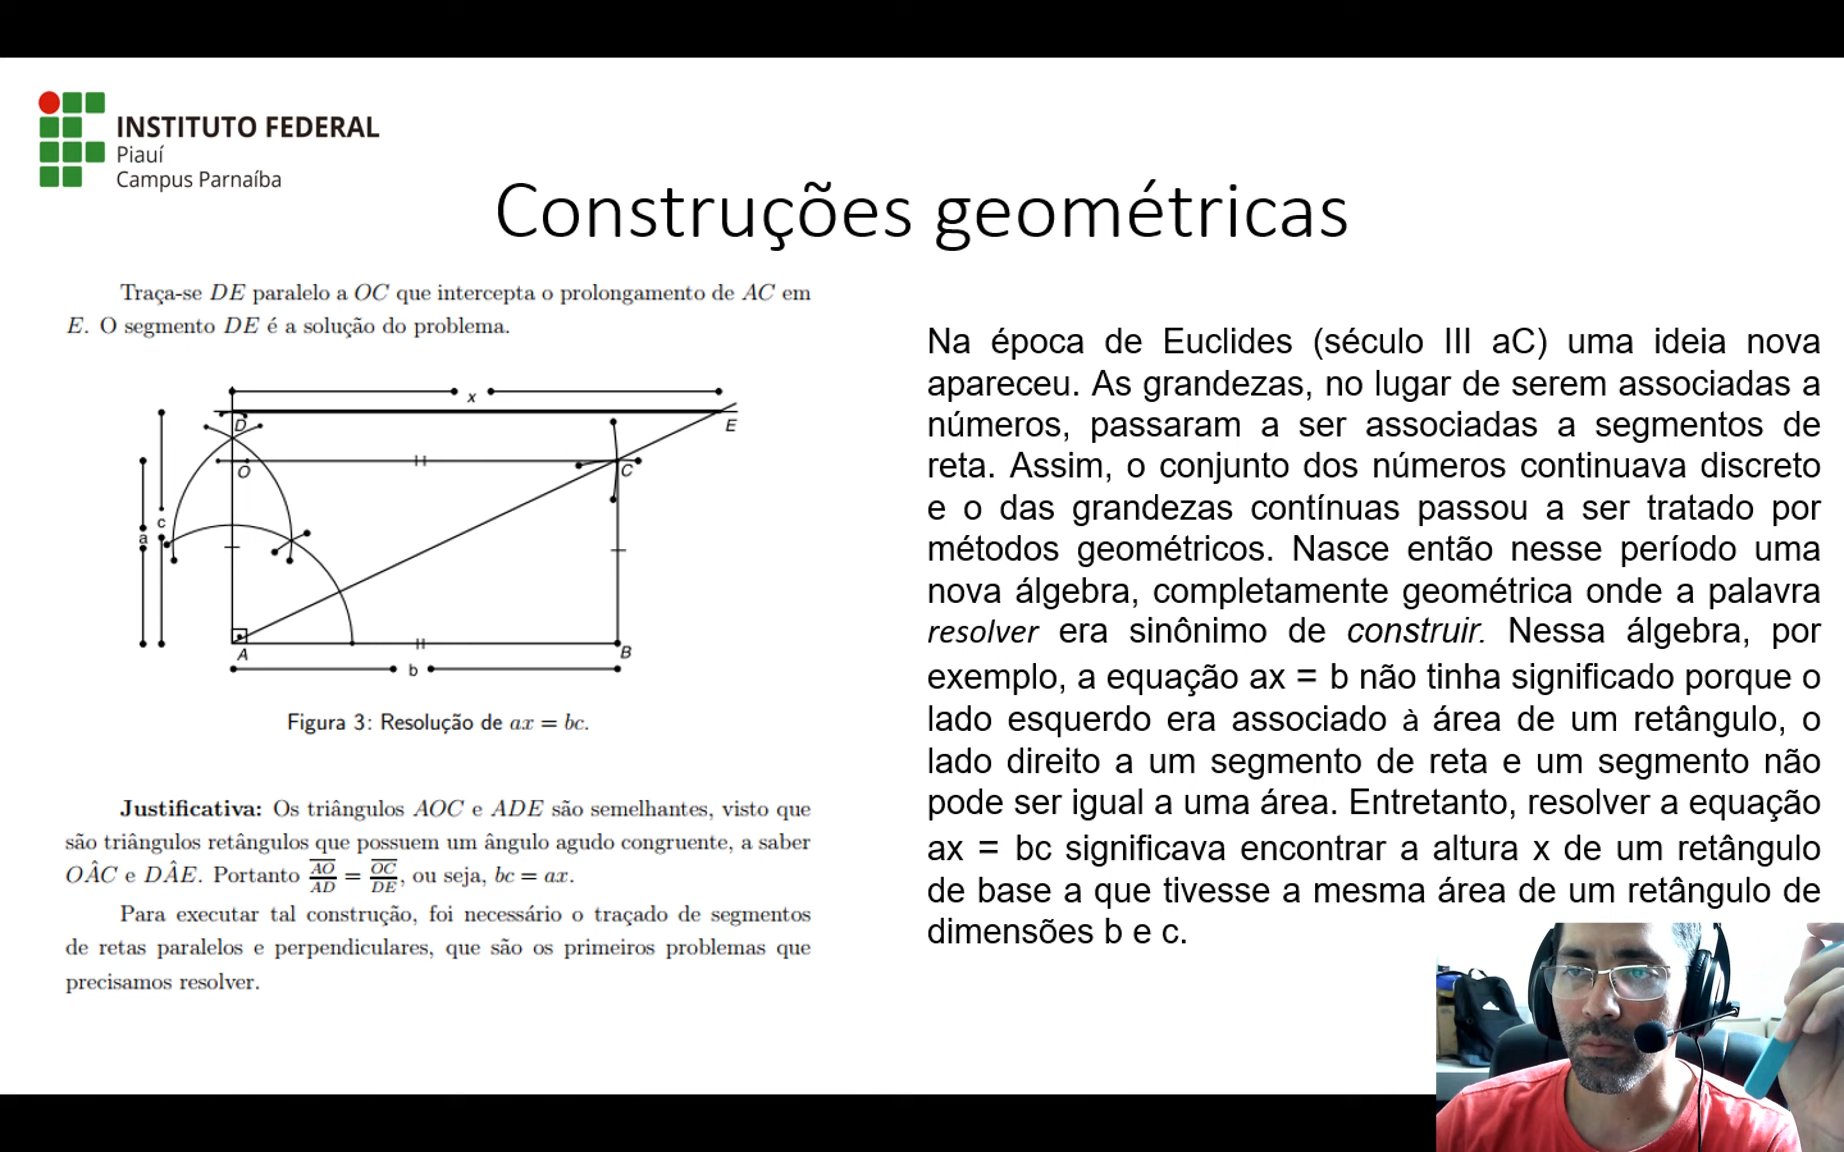 INSTITUTO FEDERAL
Piauí
Campus Parnaíba
Construções geométricas
Traça-se DE paralelo a OC que intercepta o prolongamento de AC em
E. O segmento DE é a solução do problema.
x
D
E
O
C
c
a
A
B
b
Figura 3: Resolução de ax = bc.
Justificativa: Os triângulos AOC e ADE são semelhantes, visto que
são triângulos retângulos que possuem um ângulo agudo congruente, a saber
OÂC e DÂE. Portanto AO/AD = OC/DE, ou seja, bc = ax.
Para executar tal construção, foi necessário o traçado de segmentos
de retas paralelos e perpendiculares, que são os primeiros problemas que
precisamos resolver.
Na época de Euclides (século III aC) uma ideia nova
apareceu. As grandezas, no lugar de serem associadas a
números, passaram a ser associadas a segmentos de
reta. Assim, o conjunto dos números continuava discreto
e o das grandezas contínuas passou a ser tratado por
métodos geométricos. Nasce então nesse período uma
nova álgebra, completamente geométrica onde a palavra
resolver era sinônimo de construir. Nessa álgebra, por
exemplo, a equação ax = b não tinha significado porque o
lado esquerdo era associado à área de um retângulo, o
lado direito a um segmento de reta e um segmento não
pode ser igual a uma área. Entretanto, resolver a equação
ax = bc significava encontrar a altura x de um retângulo
de base a que tivesse a mesma área de um retângulo de
dimensões b e c.